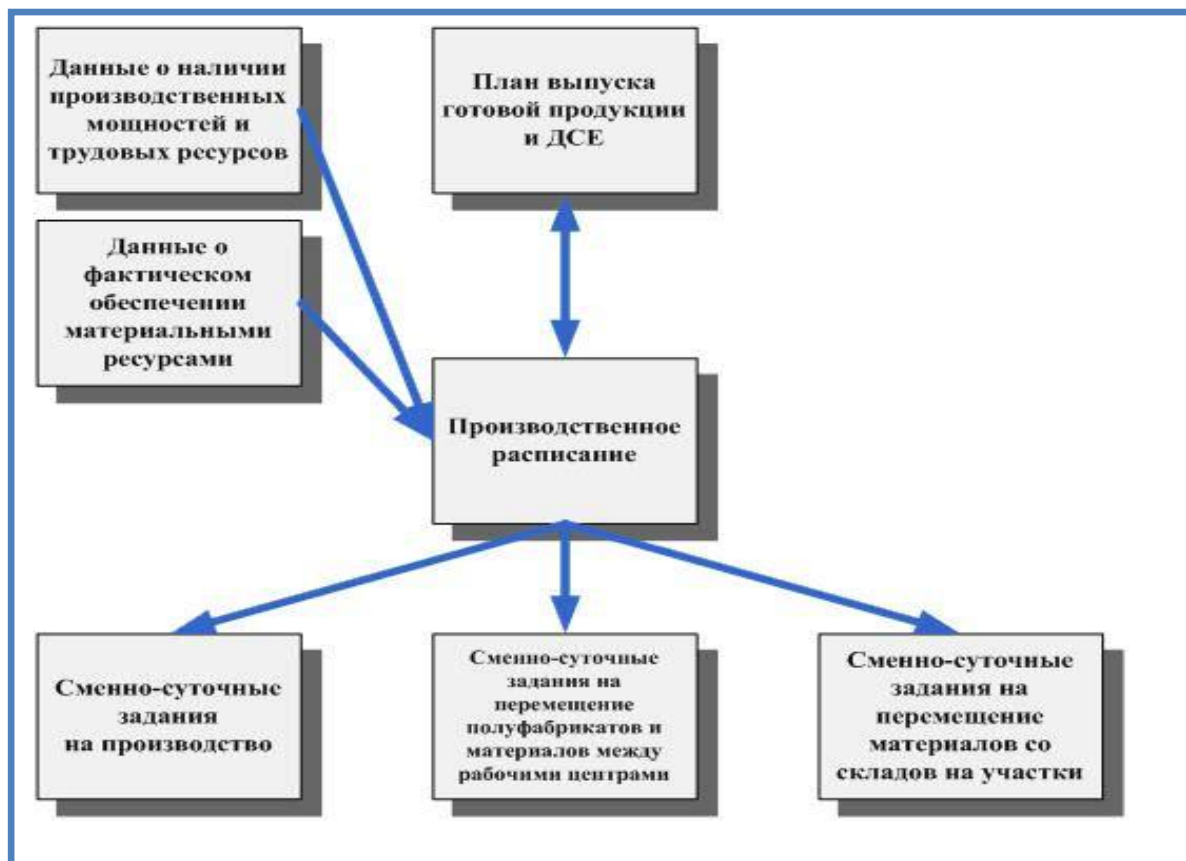 Данные о наличии
производственных
мощностей и
трудовых ресурсов
План выпуска
готовой продукции
и ДСЕ
Данные о
фактическом
обеспечении
материальными
ресурсами
Производственное
расписание
Сменно-суточные
задания
на производство
Сменно-суточные
задания на
перемещение
полуфабрикатов и
материалов между
рабочими центрами
Сменно-суточные
задания на
перемещение
материалов со
складов на участки